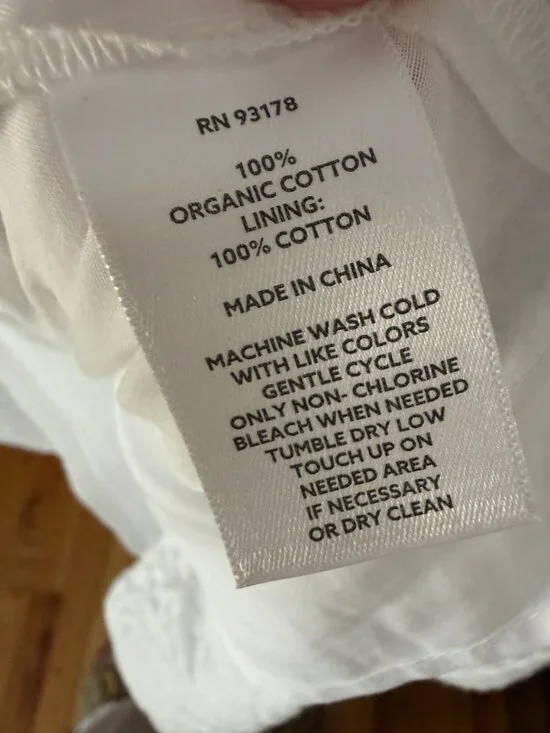 RN 93178
100%
ORGANIC COTTON
LINING:
100% COTTON
MADE IN CHINA
MACHINE WASH COLD
WITH LIKE COLORS
GENTLE CYCLE
ONLY NON- CHLORINE
BLEACH WHEN NEEDED
TUMBLE DRY LOW
TOUCH UP ON
NEEDED AREA
IF NECESSARY
OR DRY CLEAN